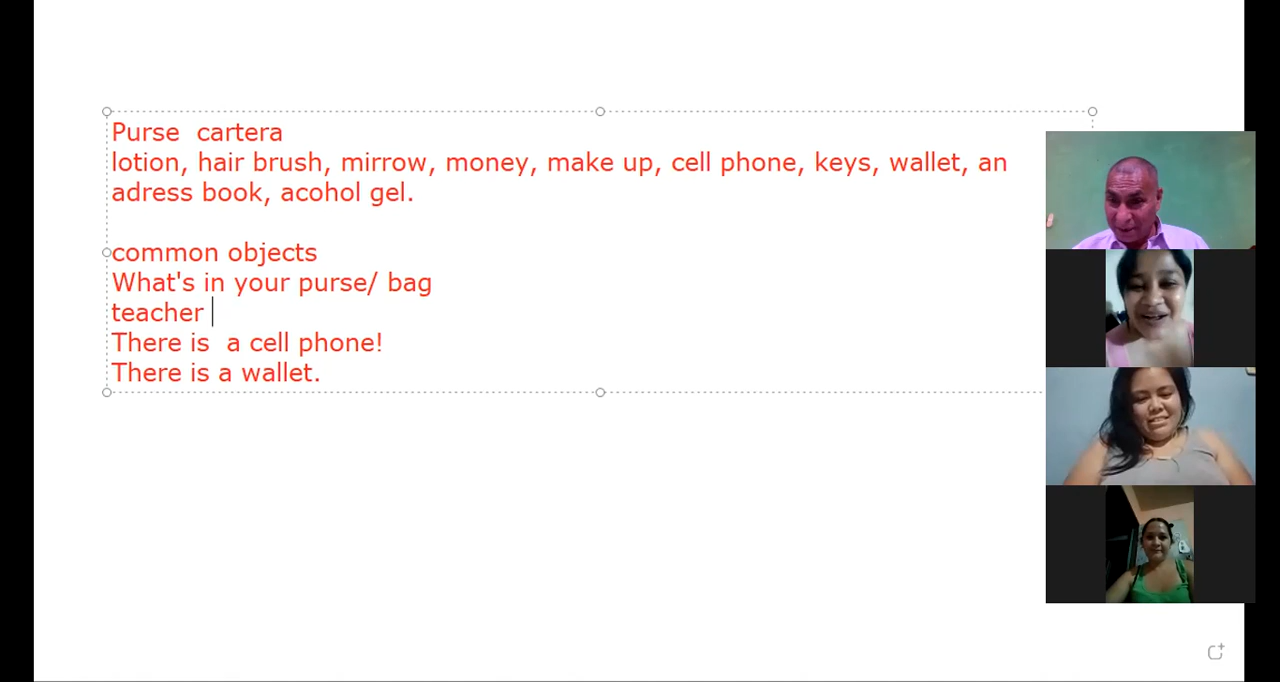 Purse  cartera
lotion, hair brush, mirrow, money, make up, cell phone, keys, wallet, an
adress book, acohol gel.
common objects
What's in your purse/ bag
teacher
There is  a cell phone!
There is a wallet.